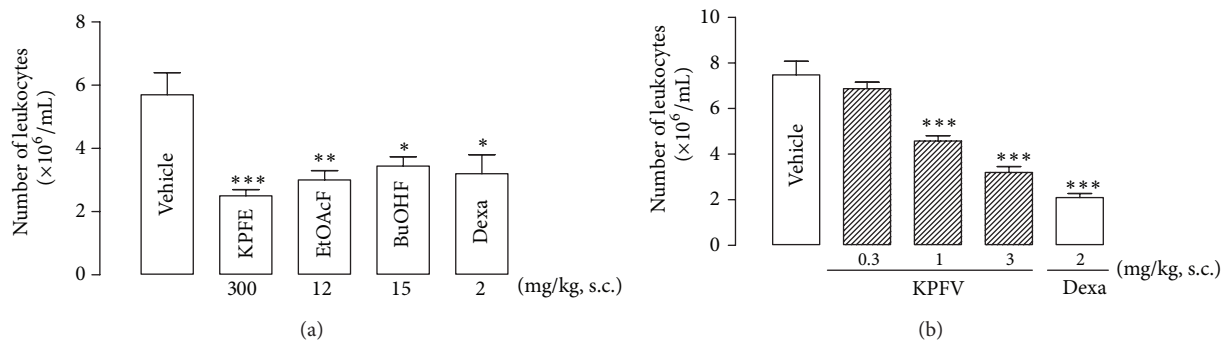 Number of leukocytes
(×10⁶/mL)
8
6
4
2
0
Vehicle
***
KPFE
**
EtOAcF
*
BuOHF
*
Dexa
300
12
15
2
(mg/kg, s.c.)
(a)
Number of leukocytes
(×10⁶/mL)
10
8
6
4
2
0
Vehicle
***
***
***
0.3
1
3
2
(mg/kg, s.c.)
KPFV
Dexa
(b)